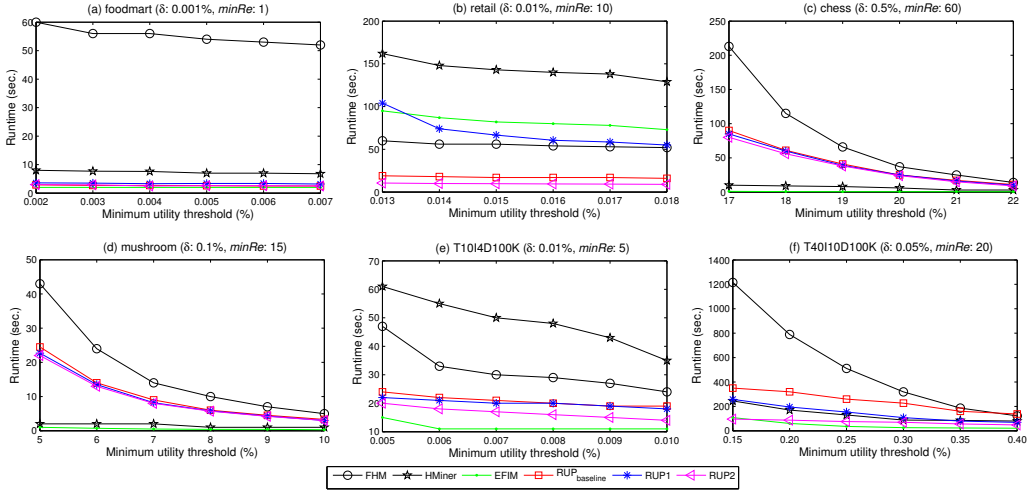 (a) foodmart (δ: 0.001%, minRe: 1)
Runtime (sec.)
60
50
40
30
20
10
0
0.002 0.003 0.004 0.005 0.006 0.007
Minimum utility threshold (%)
(b) retail (δ: 0.01%, minRe: 10)
Runtime (sec.)
200
150
100
50
0
0.013 0.014 0.015 0.016 0.017 0.018
Minimum utility threshold (%)
(c) chess (δ: 0.5%, minRe: 60)
Runtime (sec.)
250
200
150
100
50
0
17 18 19 20 21 22
Minimum utility threshold (%)
(d) mushroom (δ: 0.1%, minRe: 15)
Runtime (sec.)
50
40
30
20
10
0
5 6 7 8 9 10
Minimum utility threshold (%)
(e) T10I4D100K (δ: 0.01%, minRe: 5)
Runtime (sec.)
70
60
50
40
30
20
10
0.005 0.006 0.007 0.008 0.009 0.010
Minimum utility threshold (%)
(f) T40I10D100K (δ: 0.05%, minRe: 20)
Runtime (sec.)
1400
1200
1000
800
600
400
200
0
0.15 0.20 0.25 0.30 0.35 0.40
Minimum utility threshold (%)
FHM HMiner EFIM RUPbaseline RUP1 RUP2